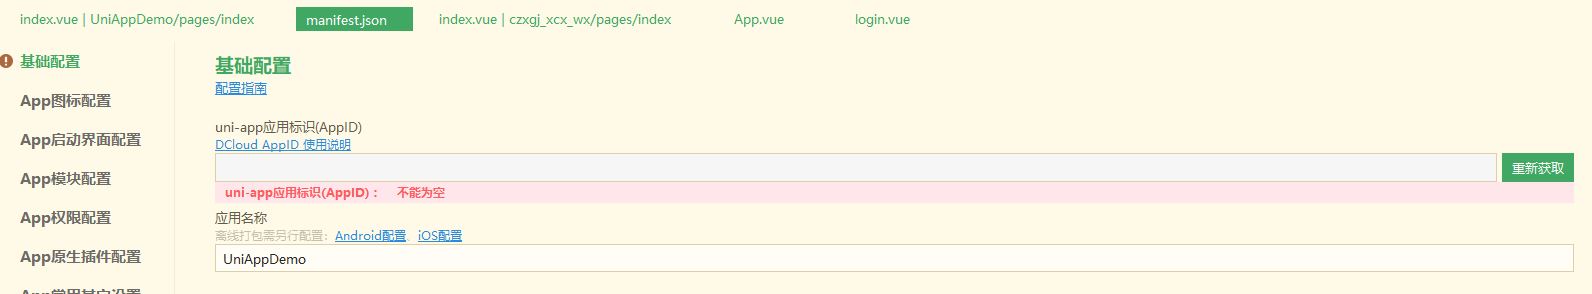 index.vue | UniAppDemo/pages/index manifest.json index.vue | czxgj_xcx_wx/pages/index App.vue login.vue
基础配置
App图标配置
App启动界面配置
App模块配置
App权限配置
App原生插件配置
基础配置
配置指南
uni-app应用标识(AppID)
DCloud AppID 使用说明
重新获取
uni-app应用标识(AppID)： 不能为空
应用名称
离线打包需另行配置：Android配置、iOS配置
UniAppDemo